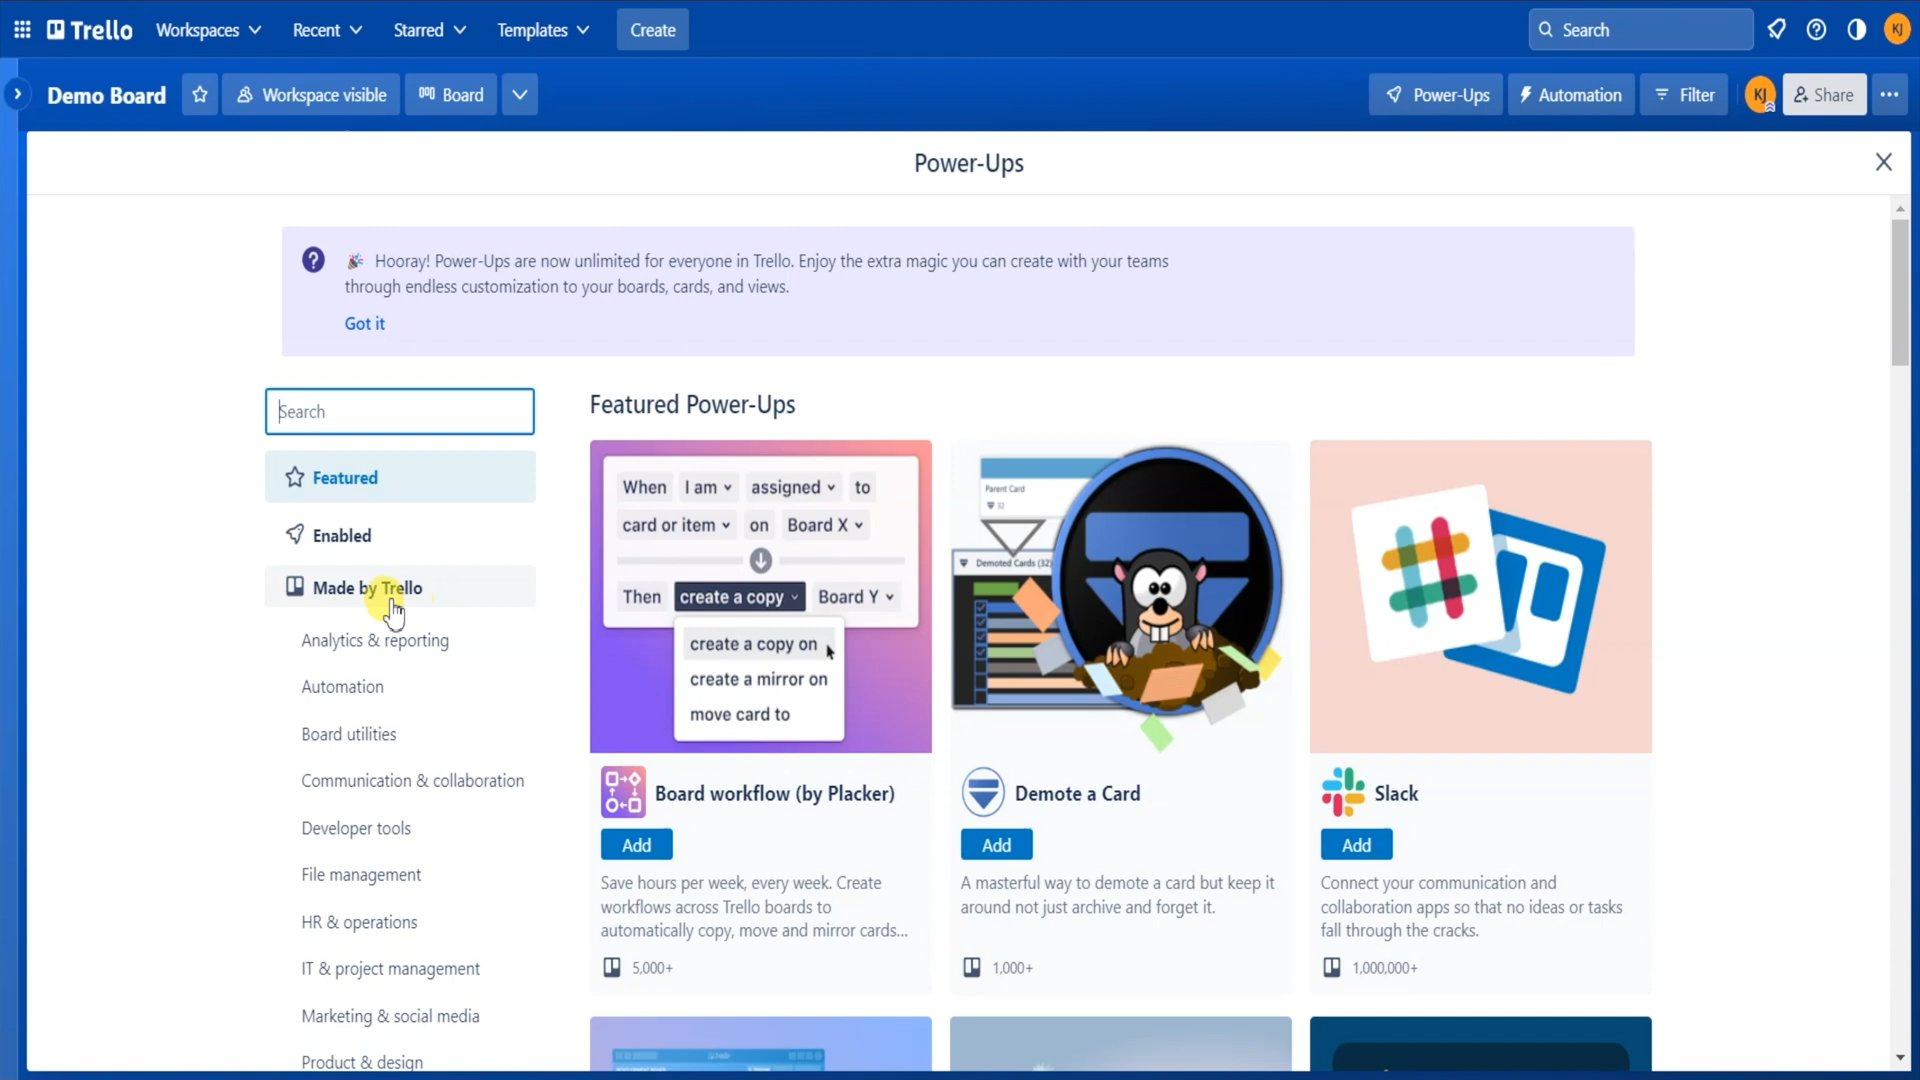 Trello
Workspaces
Recent
Starred
Templates
Create
Search
KJ
Demo Board
Workspace visible
Board
Power-Ups
Automation
Filter
KJ
Share
Power-Ups
Hooray! Power-Ups are now unlimited for everyone in Trello. Enjoy the extra magic you can create with your teams
through endless customization to your boards, cards, and views.
Got it
Search
Featured
Enabled
Made by Trello
Analytics & reporting
Automation
Board utilities
Communication & collaboration
Developer tools
File management
HR & operations
IT & project management
Marketing & social media
Product & design
Featured Power-Ups
When I am assigned to
card or item on Board X
Then create a copy Board Y
create a copy on
create a mirror on
move card to
Board workflow (by Placker)
Add
Save hours per week, every week. Create
workflows across Trello boards to
automatically copy, move and mirror cards...
5,000+
Parent Card
32
Demoted Cards (32)
Demote a Card
Add
A masterful way to demote a card but keep it
around not just archive and forget it.
1,000+
Slack
Add
Connect your communication and
collaboration apps so that no ideas or tasks
fall through the cracks.
1,000,000+